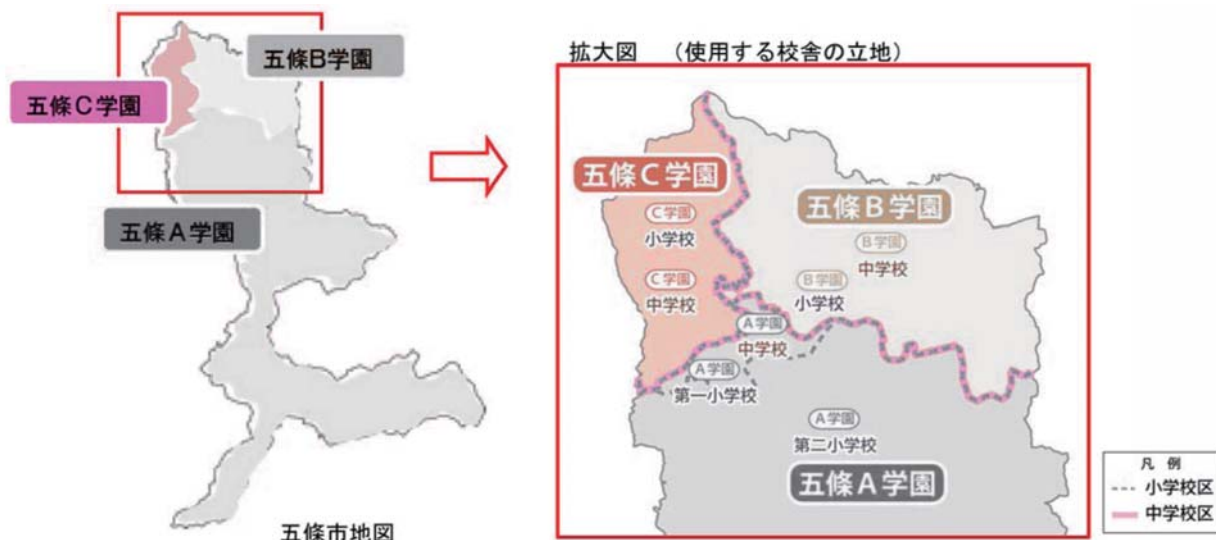 五條B学園
五條C学園
五條A学園
五條市地図
拡大図　（使用する校舎の立地）
五條C学園
C学園
小学校
C学園
中学校
五條B学園
B学園
中学校
B学園
小学校
A学園
中学校
A学園
第一小学校
A学園
第二小学校
五條A学園
凡 例
小学校区
中学校区